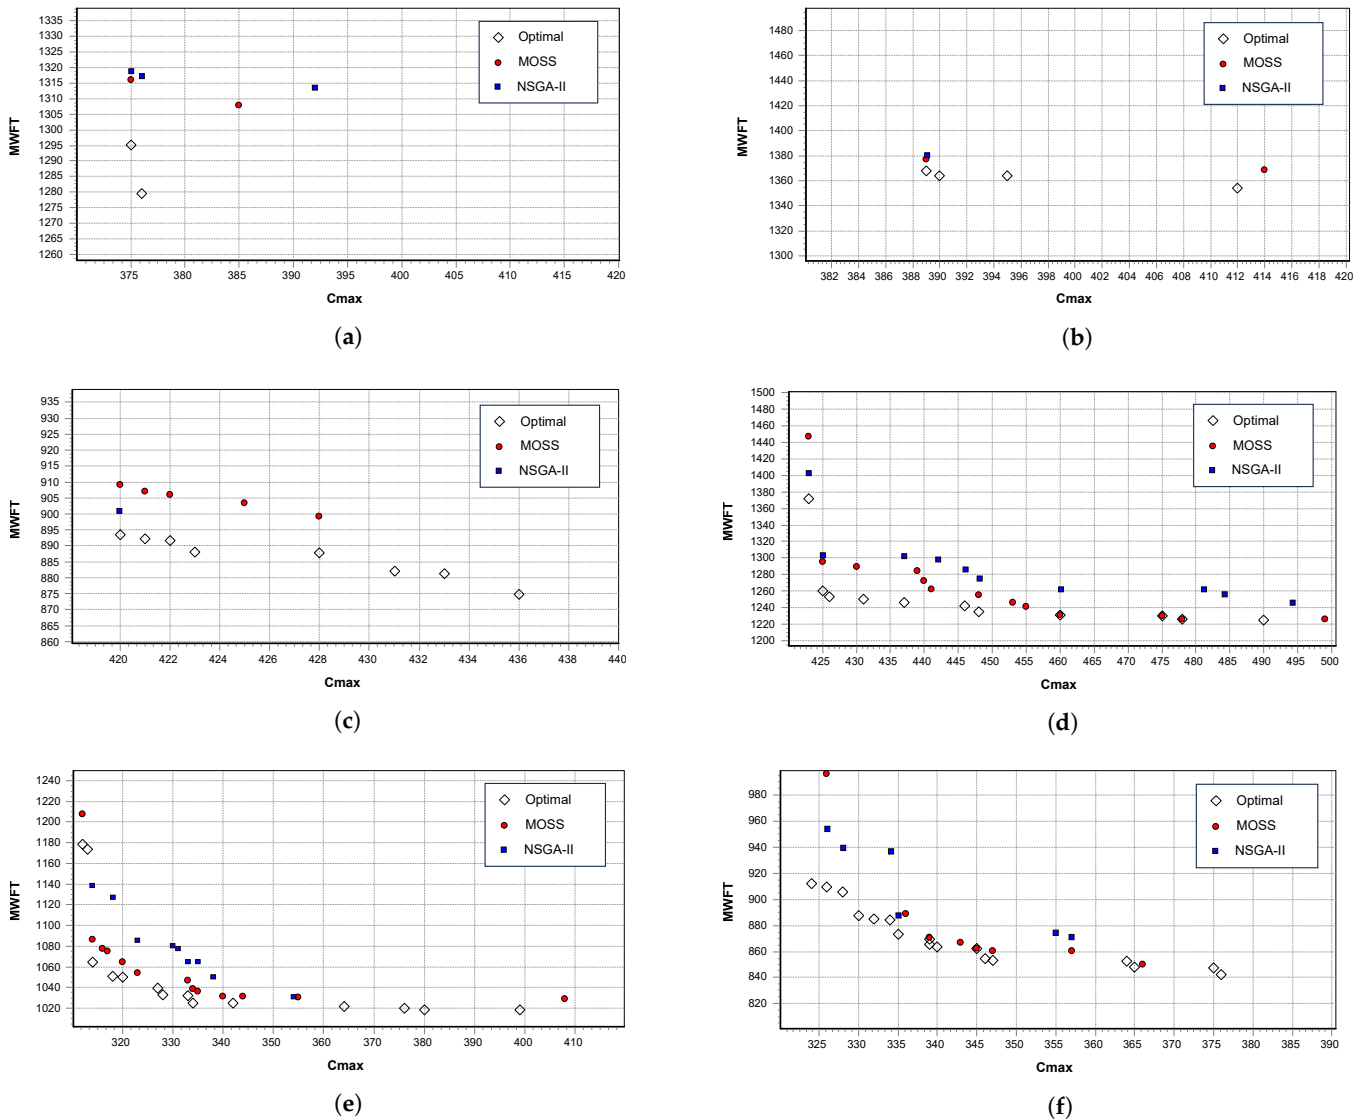 1335
1330
1325
1320
1315
1310
1305
1300
1295
1290
1285
1280
1275
1270
1265
1260
MWFT
Optimal
MOSS
NSGA-II
375 380 385 390 395 400 405 410 415 420
Cmax
(a)
1480
1460
1440
1420
1400
1380
1360
1340
1320
1300
MWFT
Optimal
MOSS
NSGA-II
382 384 386 388 390 392 394 396 398 400 402 404 406 408 410 412 414 416 418 420
Cmax
(b)
935
930
925
920
915
910
905
900
895
890
885
880
875
870
865
860
MWFT
Optimal
MOSS
NSGA-II
420 422 424 426 428 430 432 434 436 438 440
Cmax
(c)
1500
1480
1460
1440
1420
1400
1380
1360
1340
1320
1300
1280
1260
1240
1220
1200
MWFT
Optimal
MOSS
NSGA-II
425 430 435 440 445 450 455 460 465 470 475 480 485 490 495 500
Cmax
(d)
1240
1220
1200
1180
1160
1140
1120
1100
1080
1060
1040
1020
MWFT
Optimal
MOSS
NSGA-II
320 330 340 350 360 370 380 390 400 410
Cmax
(e)
980
960
940
920
900
880
860
840
820
MWFT
Optimal
MOSS
NSGA-II
325 330 335 340 345 350 355 360 365 370 375 380 385 390
Cmax
(f)